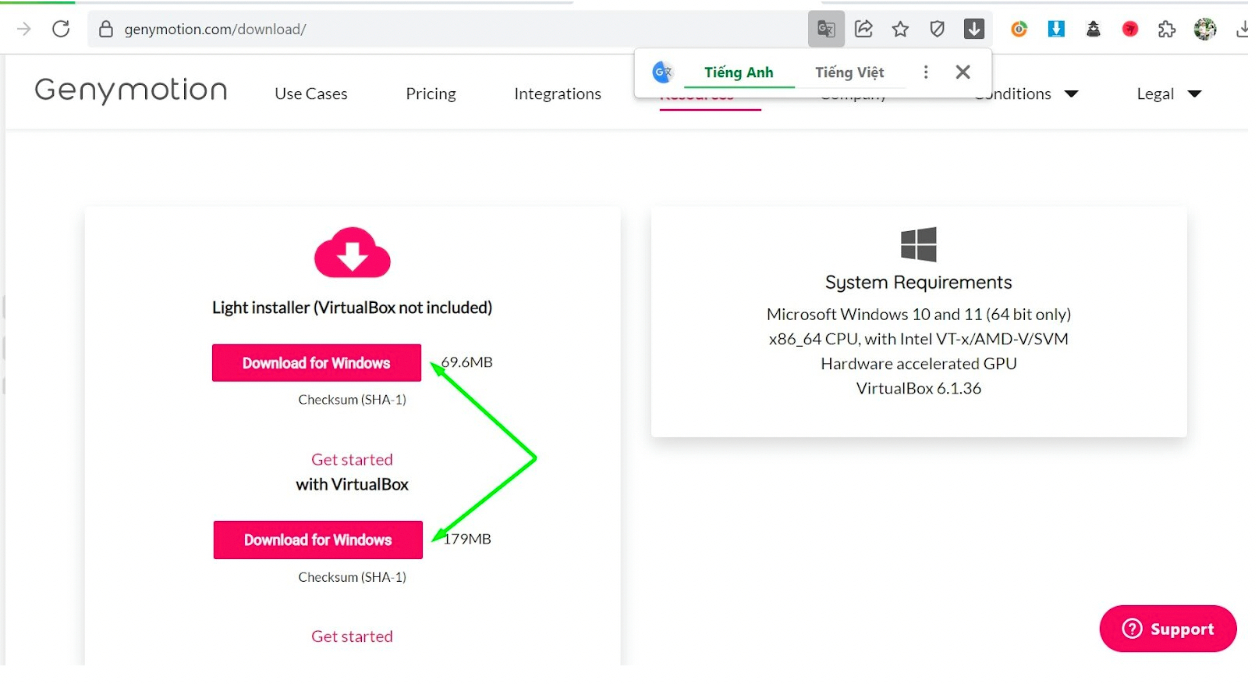 genymotion.com/download/
Tiếng Anh Tiếng Việt
Genymotion Use Cases Pricing Integrations Resources Company Conditions Legal
Light installer (VirtualBox not included)
Download for Windows 69.6MB
Checksum (SHA-1)
Get started
with VirtualBox
Download for Windows 179MB
Checksum (SHA-1)
Get started
System Requirements
Microsoft Windows 10 and 11 (64 bit only)
x86_64 CPU, with Intel VT-x/AMD-V/SVM
Hardware accelerated GPU
VirtualBox 6.1.36
Support